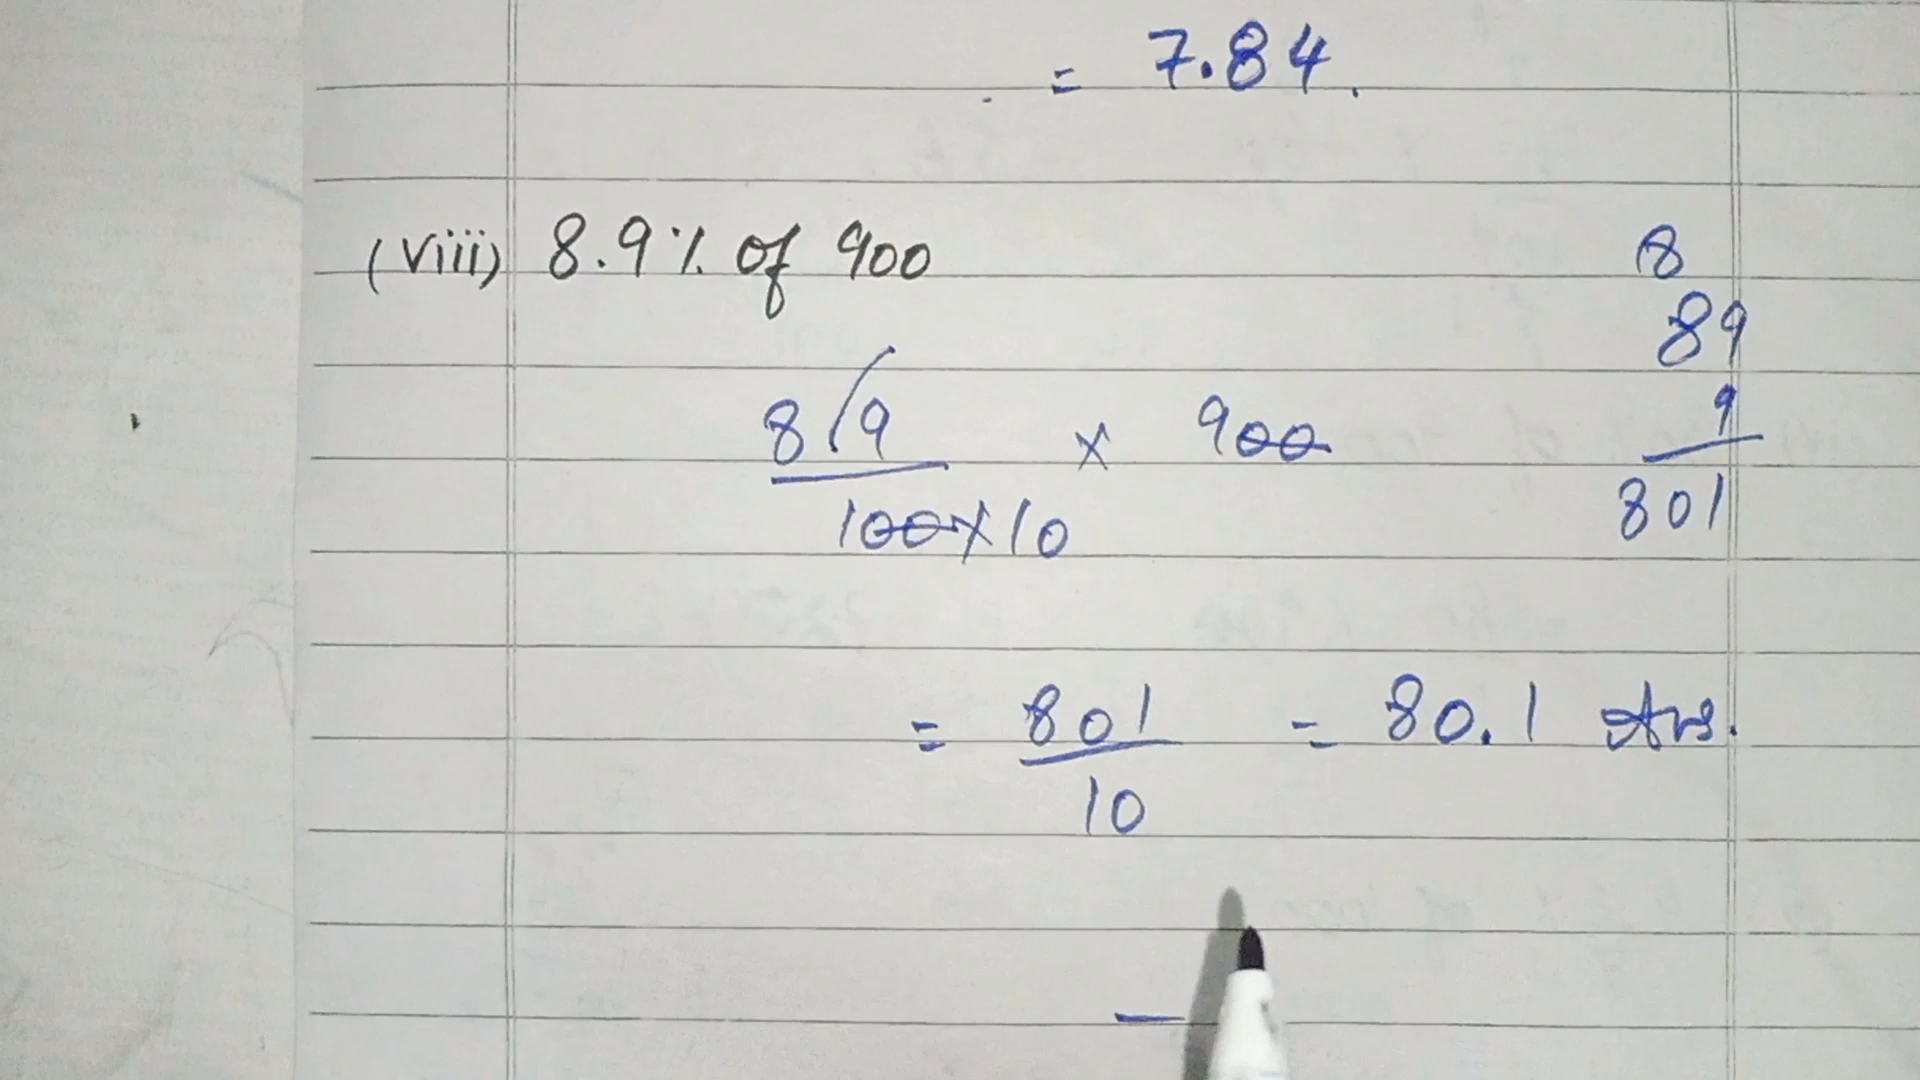 = 7.84.
(viii) 8.9% of 900
8.9 × 900
100×10
8
89
9
801
= 801 = 80.1 Ans.
10